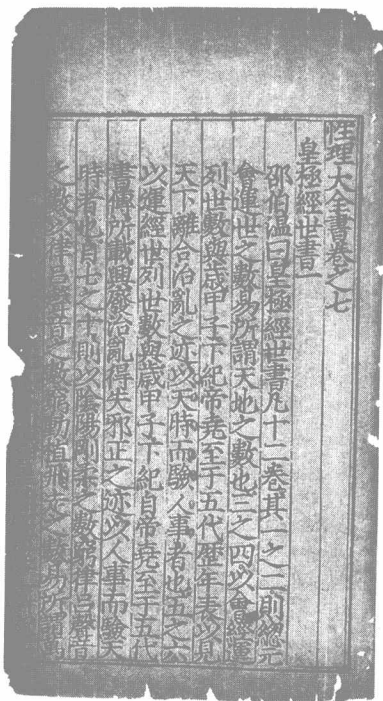 性理大全書卷之七
皇極經世書一
邵伯溫曰皇極經世書凡十二卷其一之二則總元
會運世之數易所謂天地之數也三之四以會經運
列世數與歲甲子下紀帝堯至于五代歷年表以見
天下離合治亂之迹以天時而驗人事者也五之六
以運經世列世數與歲甲子下紀自帝堯至于五代
書傳所載興廢治亂得失邪正之迹以人事而驗天
時者也自七之十則以陰陽剛柔之數窮律呂聲音
之數以律呂聲音之數窮動植飛走之數易所謂萬